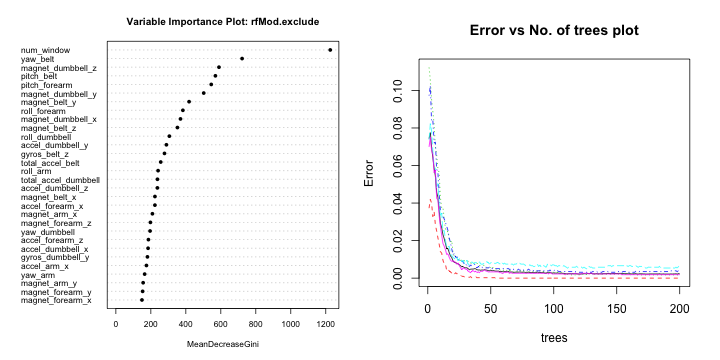 Variable Importance Plot: rfMod.exclude
num_window
yaw_belt
magnet_dumbbell_z
pitch_belt
pitch_forearm
magnet_dumbbell_y
magnet_belt_y
roll_forearm
magnet_dumbbell_x
magnet_belt_z
roll_dumbbell
accel_dumbbell_y
gyros_belt_z
total_accel_belt
roll_arm
total_accel_dumbbell
accel_dumbbell_z
magnet_belt_x
accel_forearm_x
magnet_arm_x
magnet_forearm_z
yaw_dumbbell
accel_forearm_z
accel_dumbbell_x
gyros_dumbbell_y
accel_arm_x
yaw_arm
magnet_arm_y
magnet_forearm_y
magnet_forearm_x
0 200 400 600 800 1000 1200
MeanDecreaseGini
Error vs No. of trees plot
Error
0.10
0.08
0.06
0.04
0.02
0.00
0 50 100 150 200
trees